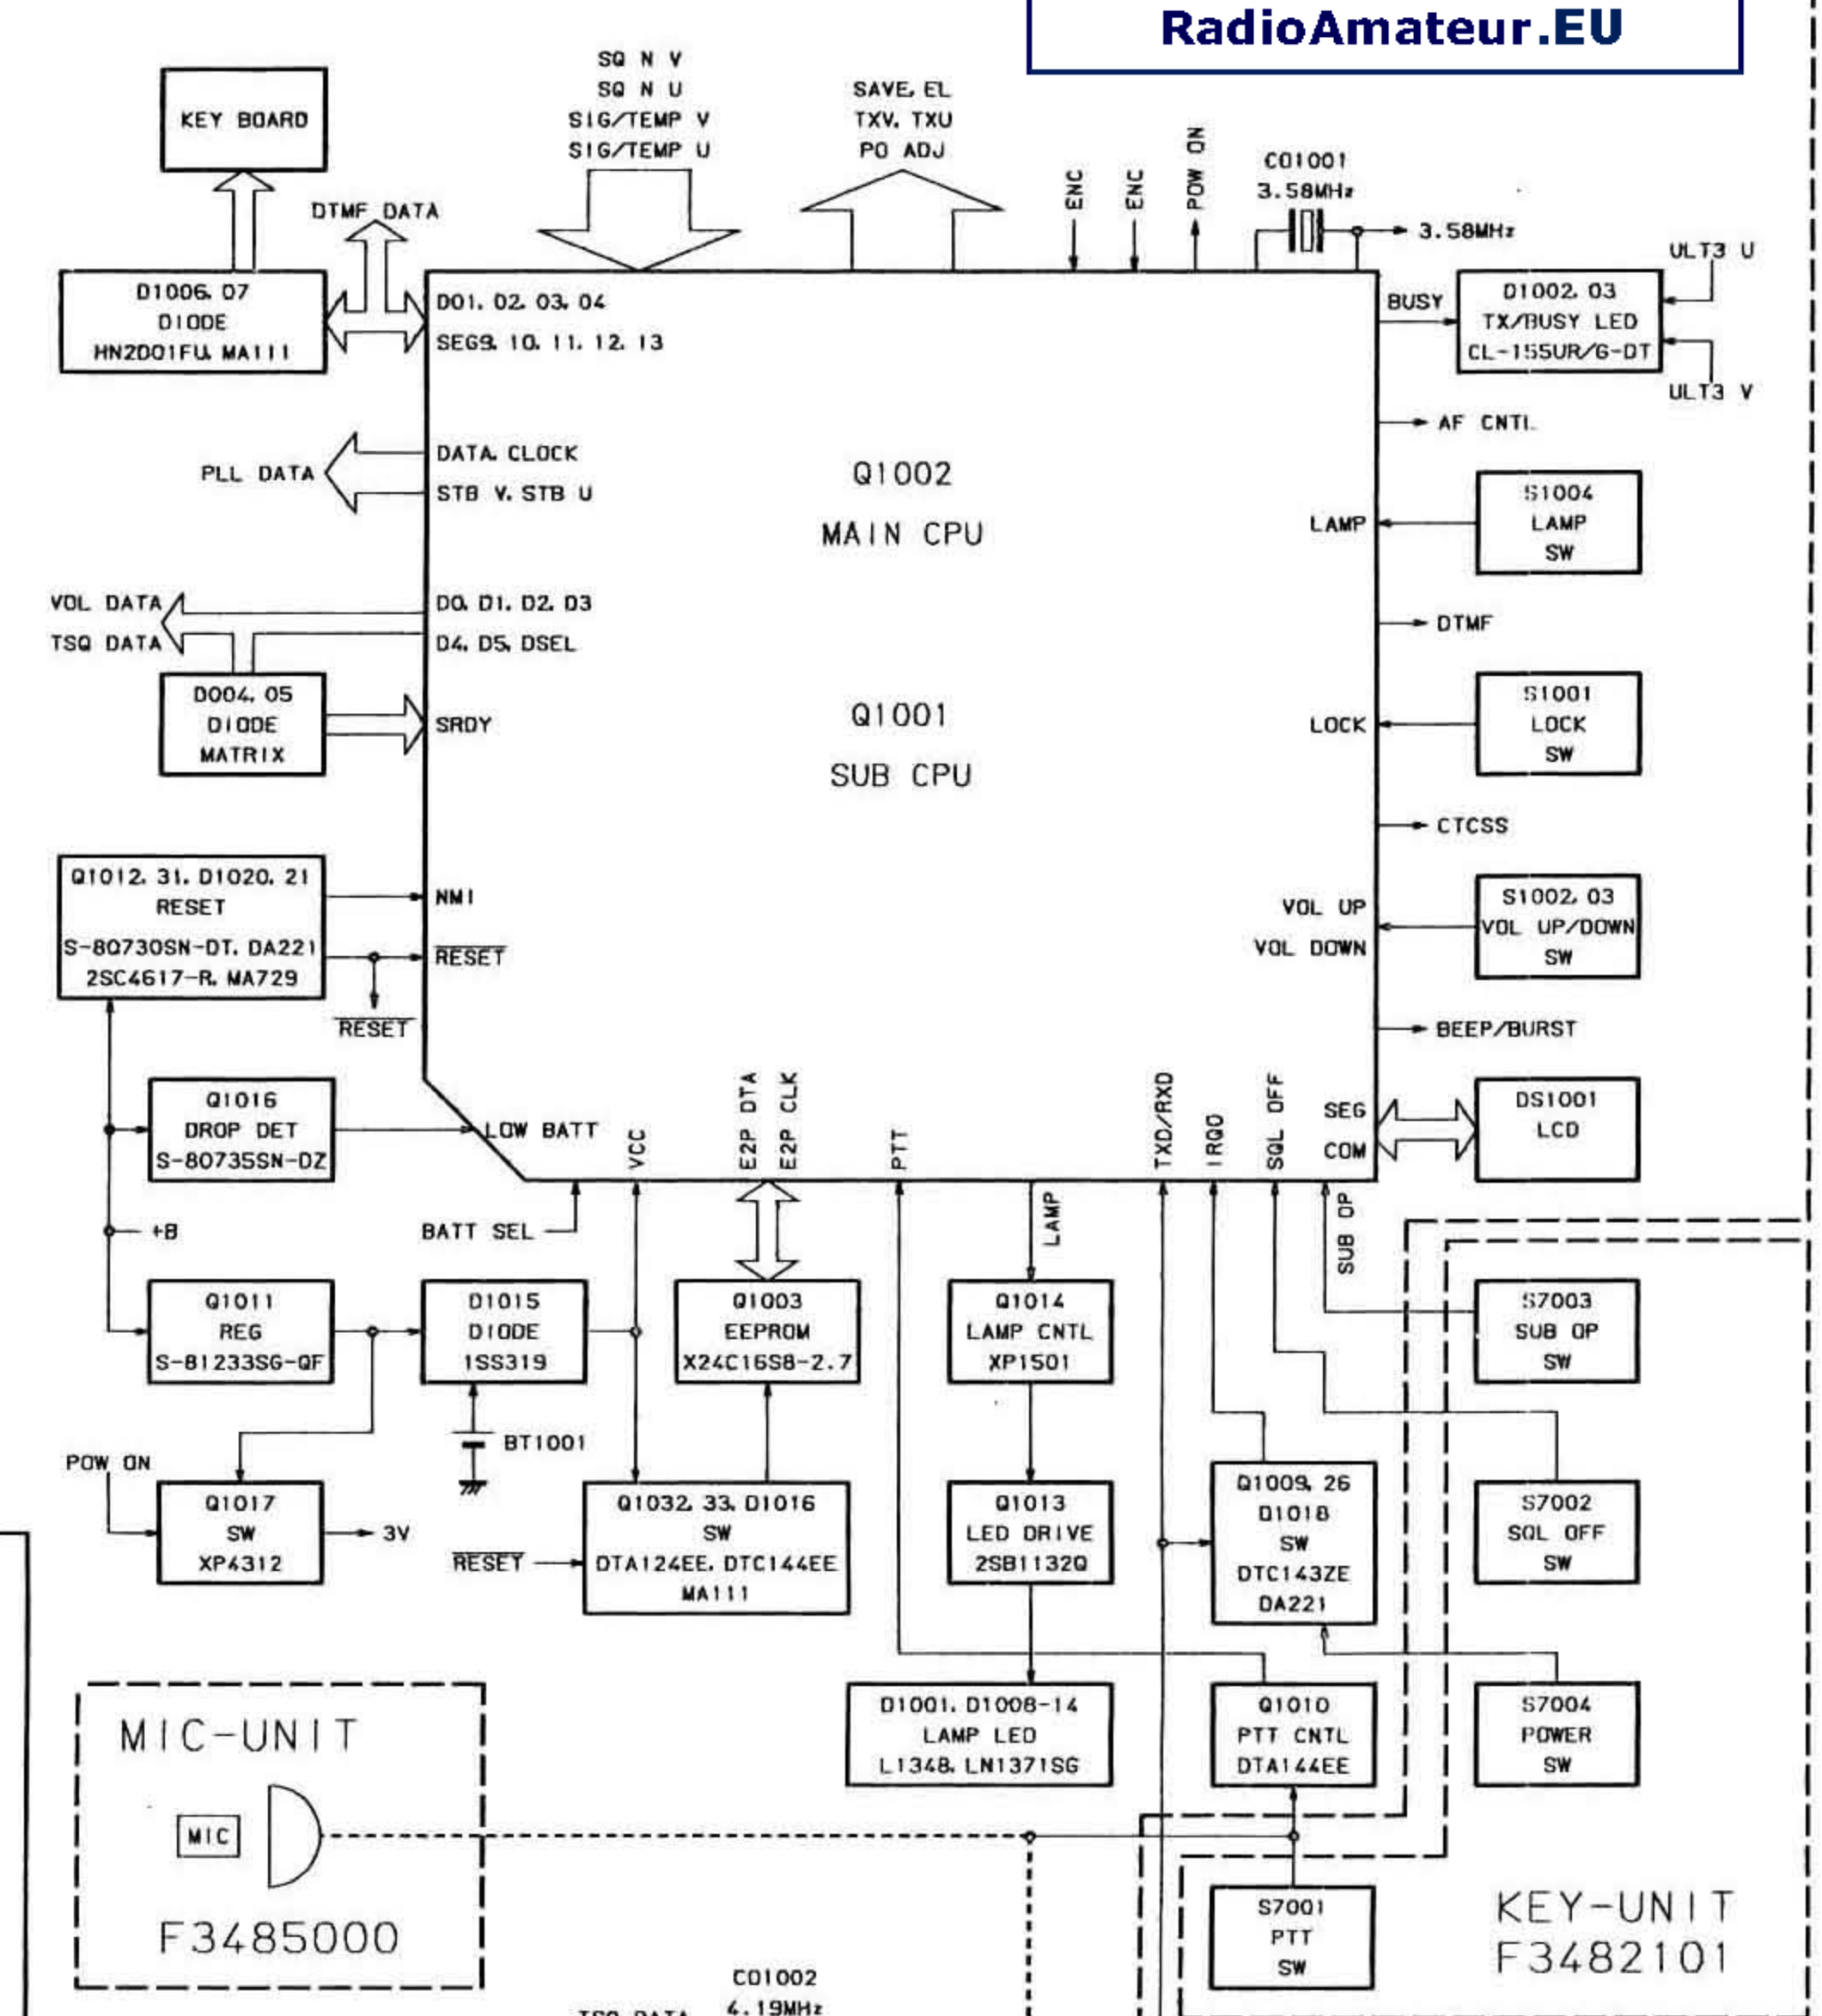 RadioAmateur.EU
SQ N V
SQ N U
SIG/TEMP V
SIG/TEMP U
SAVE, EL
TXV, TXU
PO ADJ
KEY BOARD
DTMF DATA
ENC
ENC
POW ON
CO1001
3.58MHz
3.58MHz
ULT3 U
D1006, 07
DIODE
HN2D01FU, MA111
D01, 02, 03, 04
SEG9, 10, 11, 12, 13
BUSY
D1002, 03
TX/BUSY LED
CL-155UR/G-DT
ULT3 V
AF CNTL
PLL DATA
DATA, CLOCK
STB V, STB U
Q1002
MAIN CPU
LAMP
S1004
LAMP
SW
VOL DATA
TSQ DATA
D0, D1, D2, D3
D4, D5, DSEL
DTMF
D004, 05
DIODE
MATRIX
SRDY
Q1001
SUB CPU
LOCK
S1001
LOCK
SW
CTCSS
Q1012, 31, D1020, 21
RESET
S-80730SN-DT, DA221
2SC4617-R, MA729
NMI
RESET
RESET
VOL UP
VOL DOWN
S1002, 03
VOL UP/DOWN
SW
BEEP/BURST
Q1016
DROP DET
S-80735SN-DZ
LOW BATT
VCC
E2P DTA
E2P CLK
PTT
TXD/RXD
IRQ0
SQL OFF
SEG
COM
DS1001
LCD
+B
BATT SEL
LAMP
SUB OP
Q1011
REG
S-81233SG-QF
D1015
DIODE
1SS319
Q1003
EEPROM
X24C16S8-2.7
Q1014
LAMP CNTL
XP1501
S7003
SUB OP
SW
BT1001
POW ON
Q1017
SW
XP4312
3V
RESET
Q1032, 33, D1016
SW
DTA124EE, DTC144EE
MA111
Q1013
LED DRIVE
2SB1132Q
Q1009, 26
D1018
SW
DTC143ZE
DA221
S7002
SQL OFF
SW
MIC-UNIT
MIC
F3485000
D1001, D1008-14
LAMP LED
L1348, LN1371SG
Q1010
PTT CNTL
DTA144EE
S7004
POWER
SW
S7001
PTT
SW
KEY-UNIT
F3482101
CO1002
4.19MHz
TSQ DATA